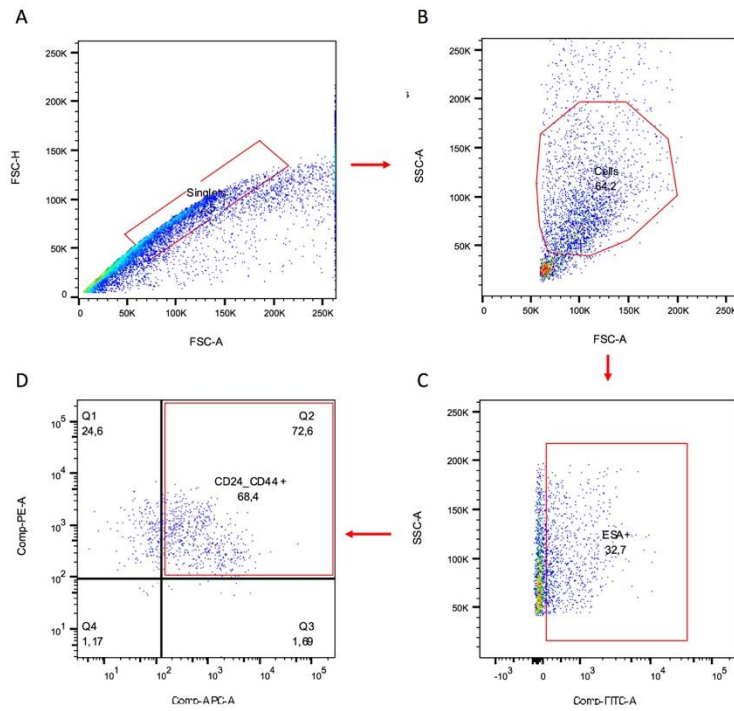 A
FSC-H
250K
200K
150K
100K
50K
0
Singlets
0 50K 100K 150K 200K 250K
FSC-A
B
SSC-A
250K
200K
150K
100K
50K
0
Cells
64,2
0 50K 100K 150K 200K 250K
FSC-A
D
Comp-PE-A
10^5
10^4
10^3
10^2
10^1
Q1
24,6
Q2
72,6
CD24_CD44+
68,4
Q4
1,17
Q3
1,69
10^1 10^2 10^3 10^4 10^5
Comp-APC-A
C
SSC-A
250K
200K
150K
100K
50K
0
ESA+
32,7
-10^3 0 10^3 10^4 10^5
Comp-FITC-A